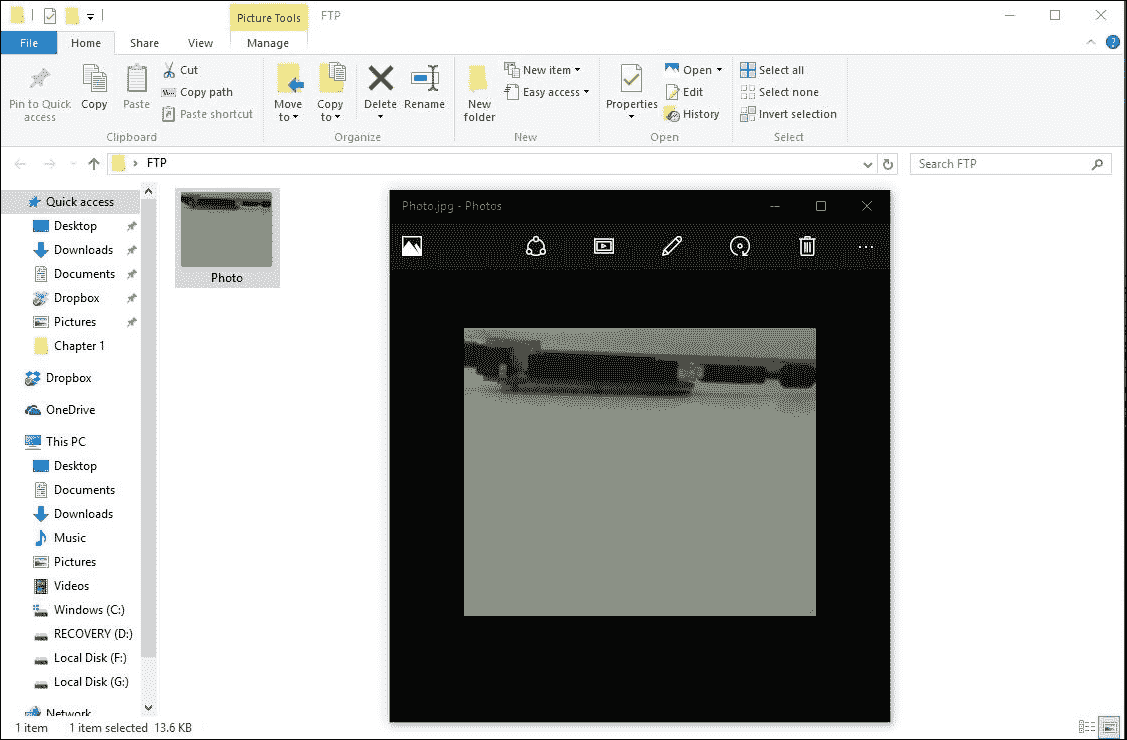 Picture Tools FTP
File Home Share View Manage
Pin to Quick access
Copy
Paste
Cut
Copy path
Paste shortcut
Clipboard
Move to
Copy to
Delete
Rename
Organize
New folder
New item
Easy access
New
Properties
Open
Edit
History
Open
Select all
Select none
Invert selection
Select
FTP
Search FTP
Quick access
Desktop
Downloads
Documents
Dropbox
Pictures
Chapter 1
Dropbox
OneDrive
This PC
Desktop
Documents
Downloads
Music
Pictures
Videos
Windows (C:)
RECOVERY (D:)
Local Disk (F:)
Local Disk (G:)
Network
Photo
Photo.jpg - Photos
1 item 1 item selected 13.6 KB